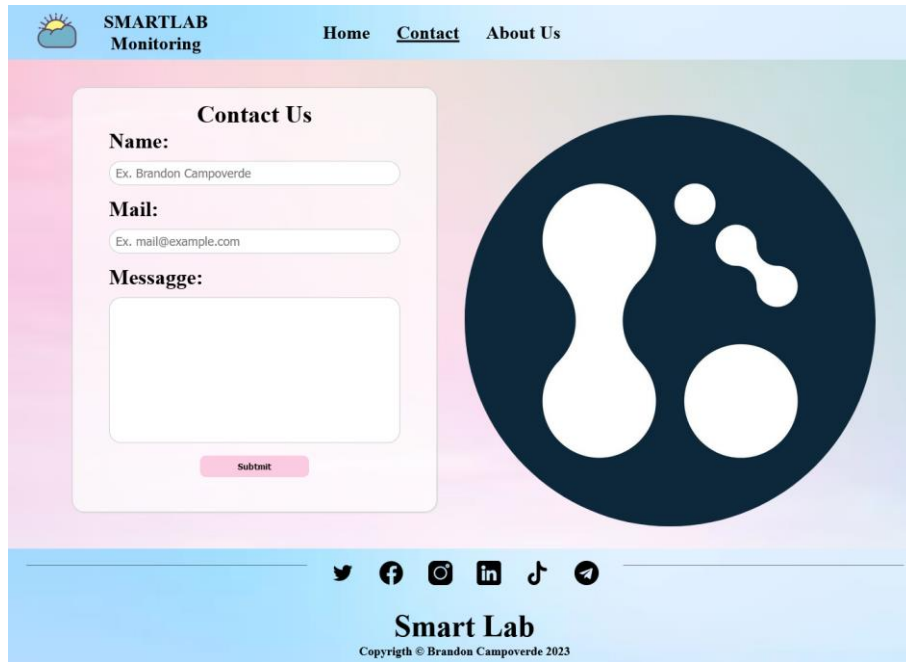 SMARTLAB
Monitoring
Home Contact About Us
Contact Us
Name:
Ex. Brandon Campoverde
Mail:
Ex. mail@example.com
Messagge:
Subtmit
Smart Lab
Copyrigth © Brandon Campoverde 2023